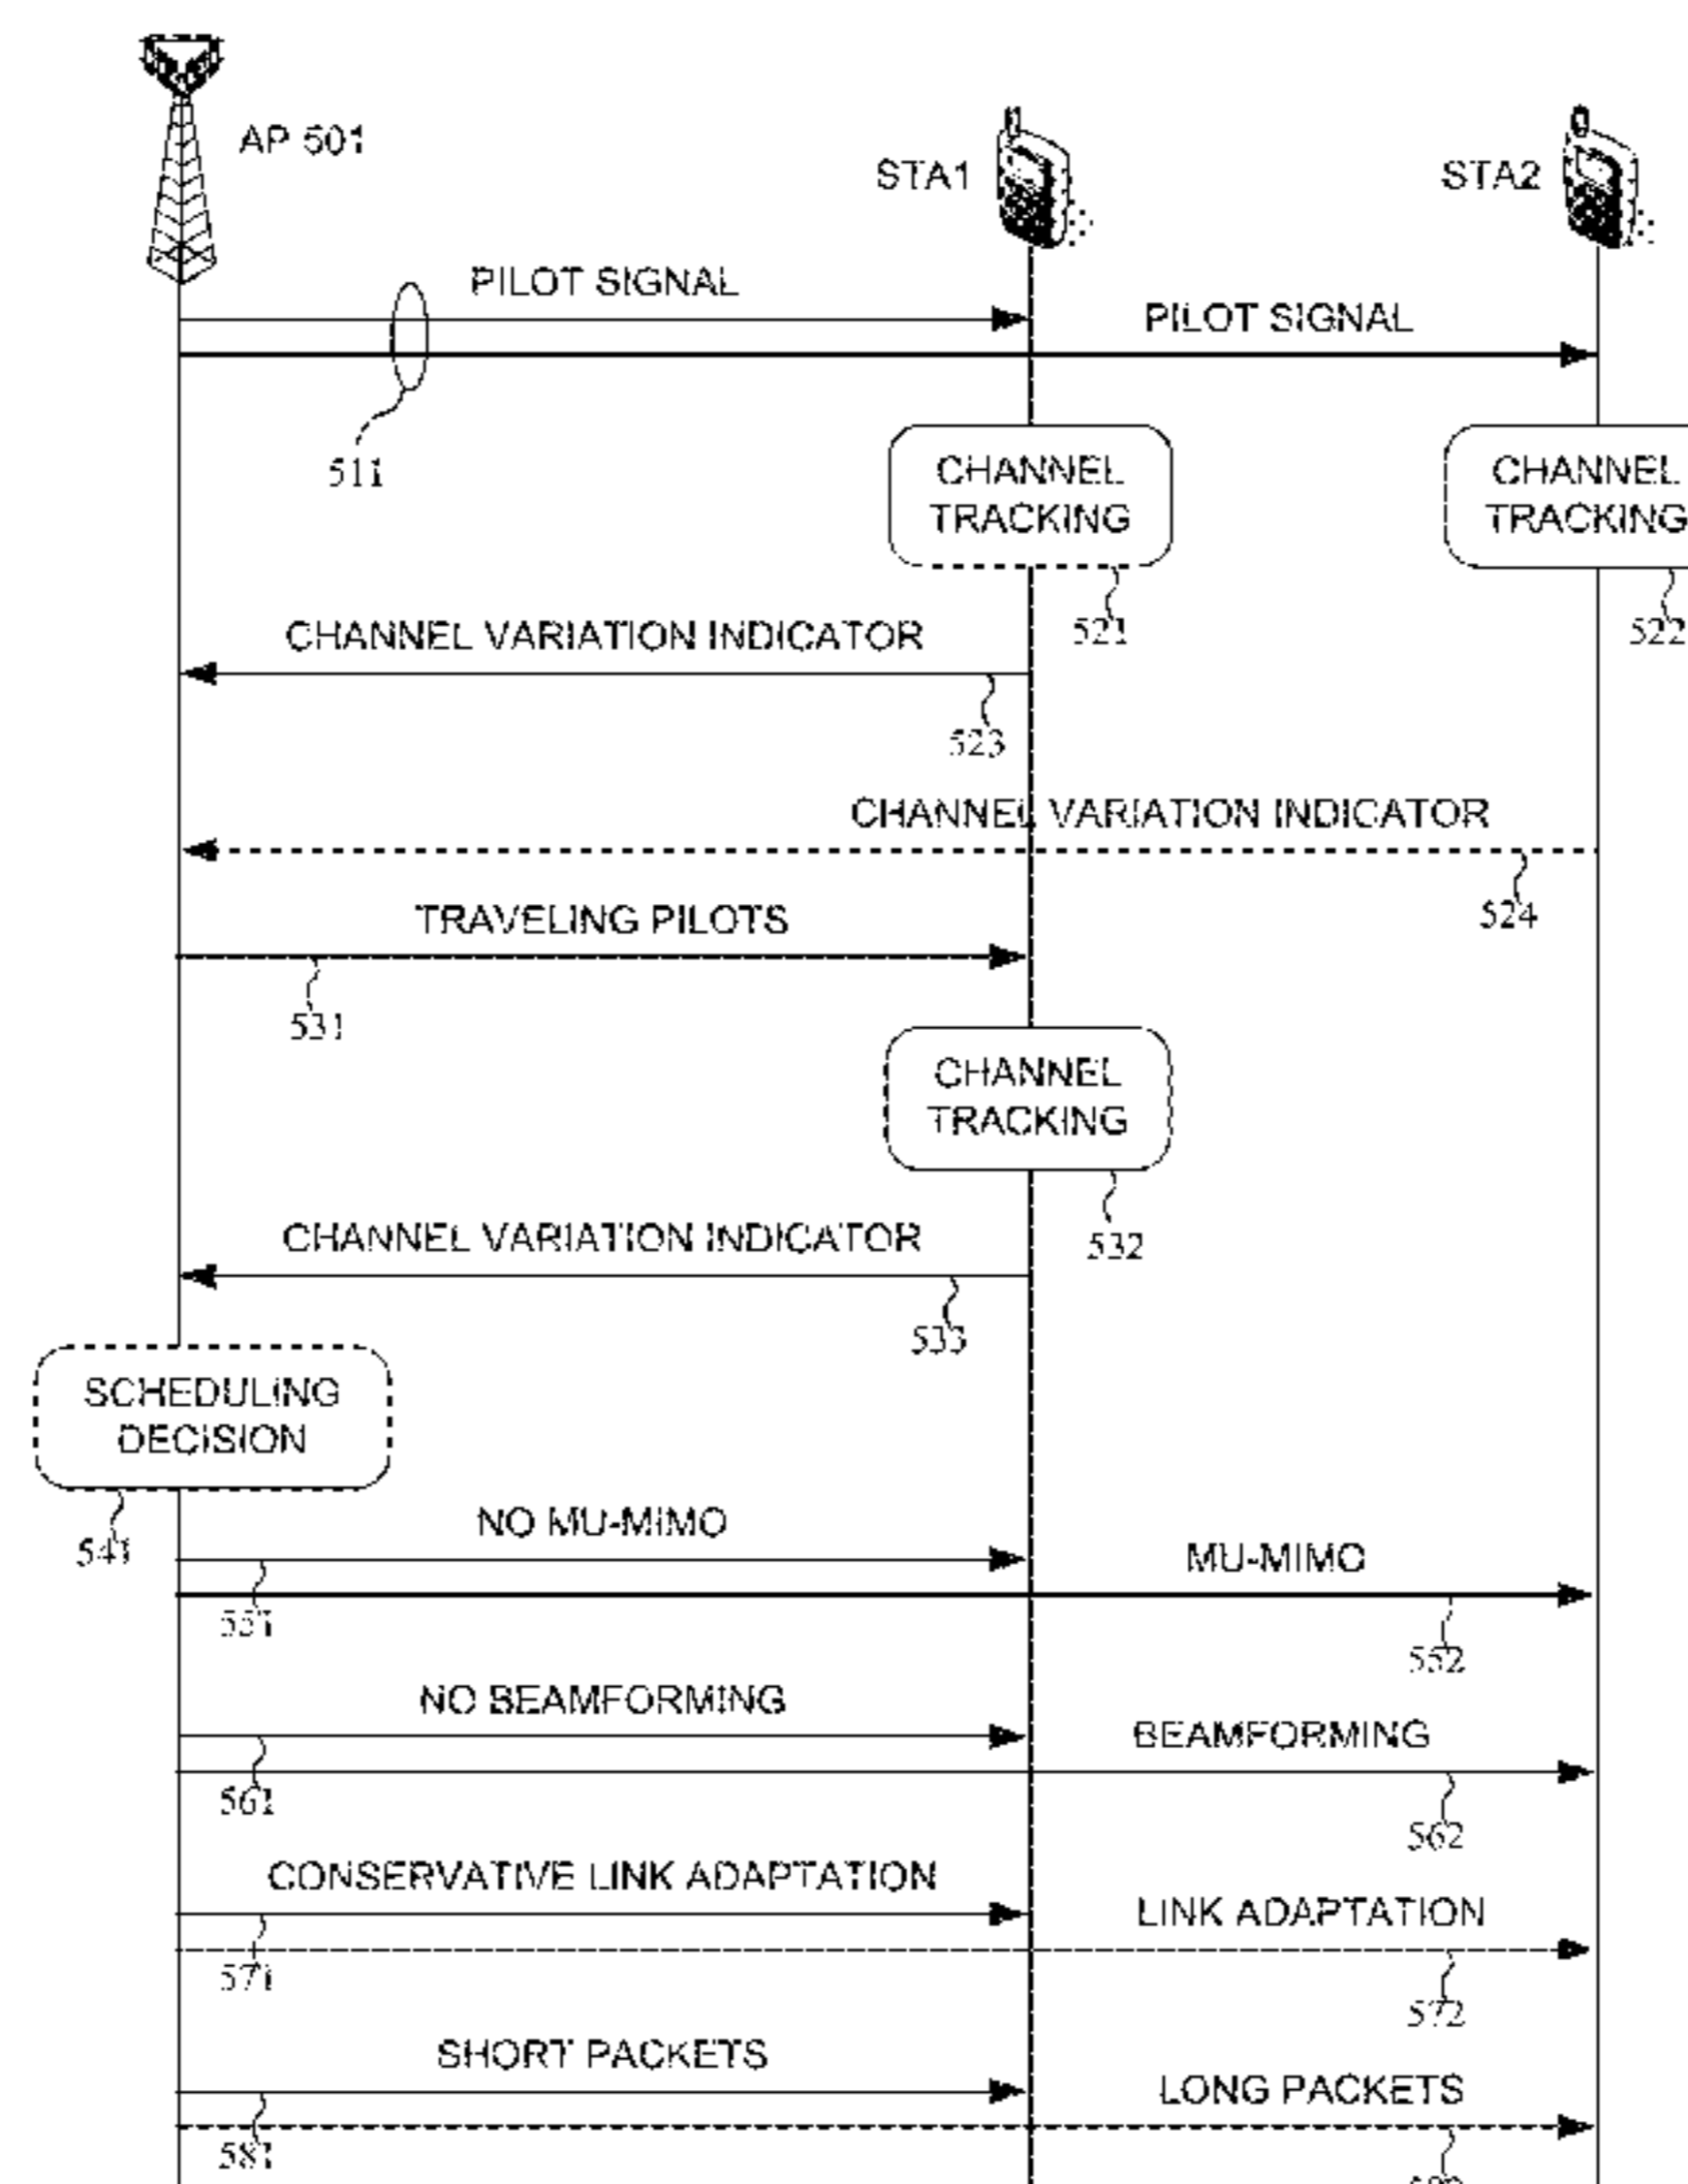 AP 501
STA1
STA2
PILOT SIGNAL
PILOT SIGNAL
511
CHANNEL
TRACKING
CHANNEL
TRACKING
521
522
CHANNEL VARIATION INDICATOR
523
CHANNEL VARIATION INDICATOR
524
TRAVELING PILOTS
531
CHANNEL
TRACKING
532
CHANNEL VARIATION INDICATOR
533
SCHEDULING
DECISION
541
NO MU-MIMO
MU-MIMO
551
552
NO BEAMFORMING
BEAMFORMING
561
562
CONSERVATIVE LINK ADAPTATION
LINK ADAPTATION
571
572
SHORT PACKETS
LONG PACKETS
581